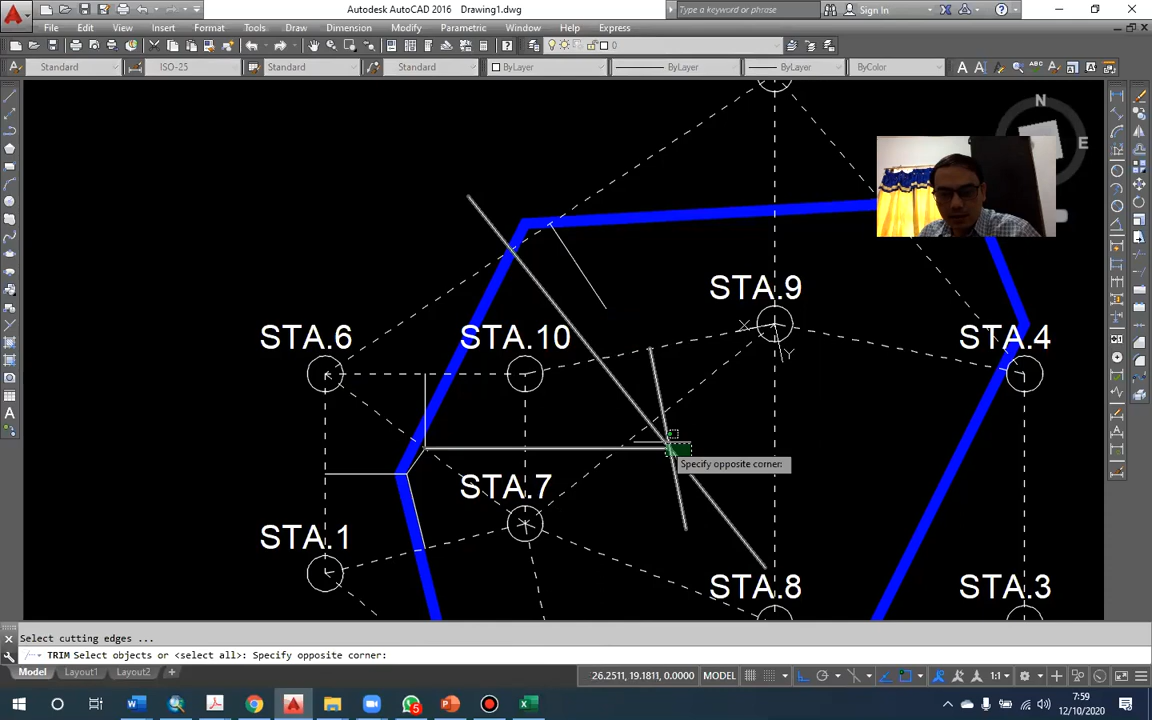 Autodesk AutoCAD 2016 Drawing1.dwg
Type a keyword or phrase
Sign In
File Edit View Insert Format Tools Draw Dimension Modify Parametric Window Help Express
0
Standard ISO-25 Standard Standard ByLayer ByLayer ByLayer ByColor
N
E
STA.9
STA.6 STA.10 STA.4
X
Y
Specify opposite corner:
STA.7
STA.1
STA.8 STA.3
Select cutting edges ...
TRIM Select objects or <select all>: Specify opposite corner:
Model Layout1 Layout2 +
26.2511, 19.1811, 0.0000 MODEL 1:1
5
7:59
12/10/2020